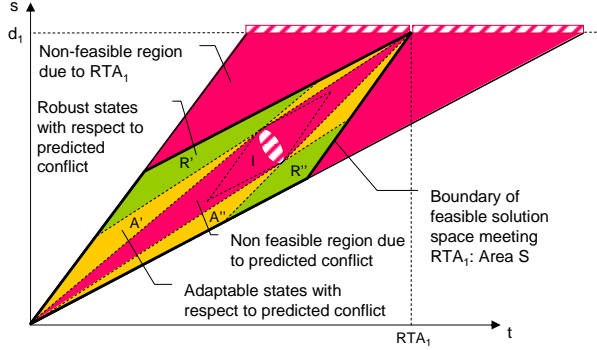 s
d1
Non-feasible region
due to RTA1
Robust states
with respect to
predicted
conflict
R'
I
R''
A'
A''
Boundary of
feasible solution
space meeting
RTA1: Area S
Non feasible region due
to predicted conflict
Adaptable states with
respect to predicted conflict
RTA1
t